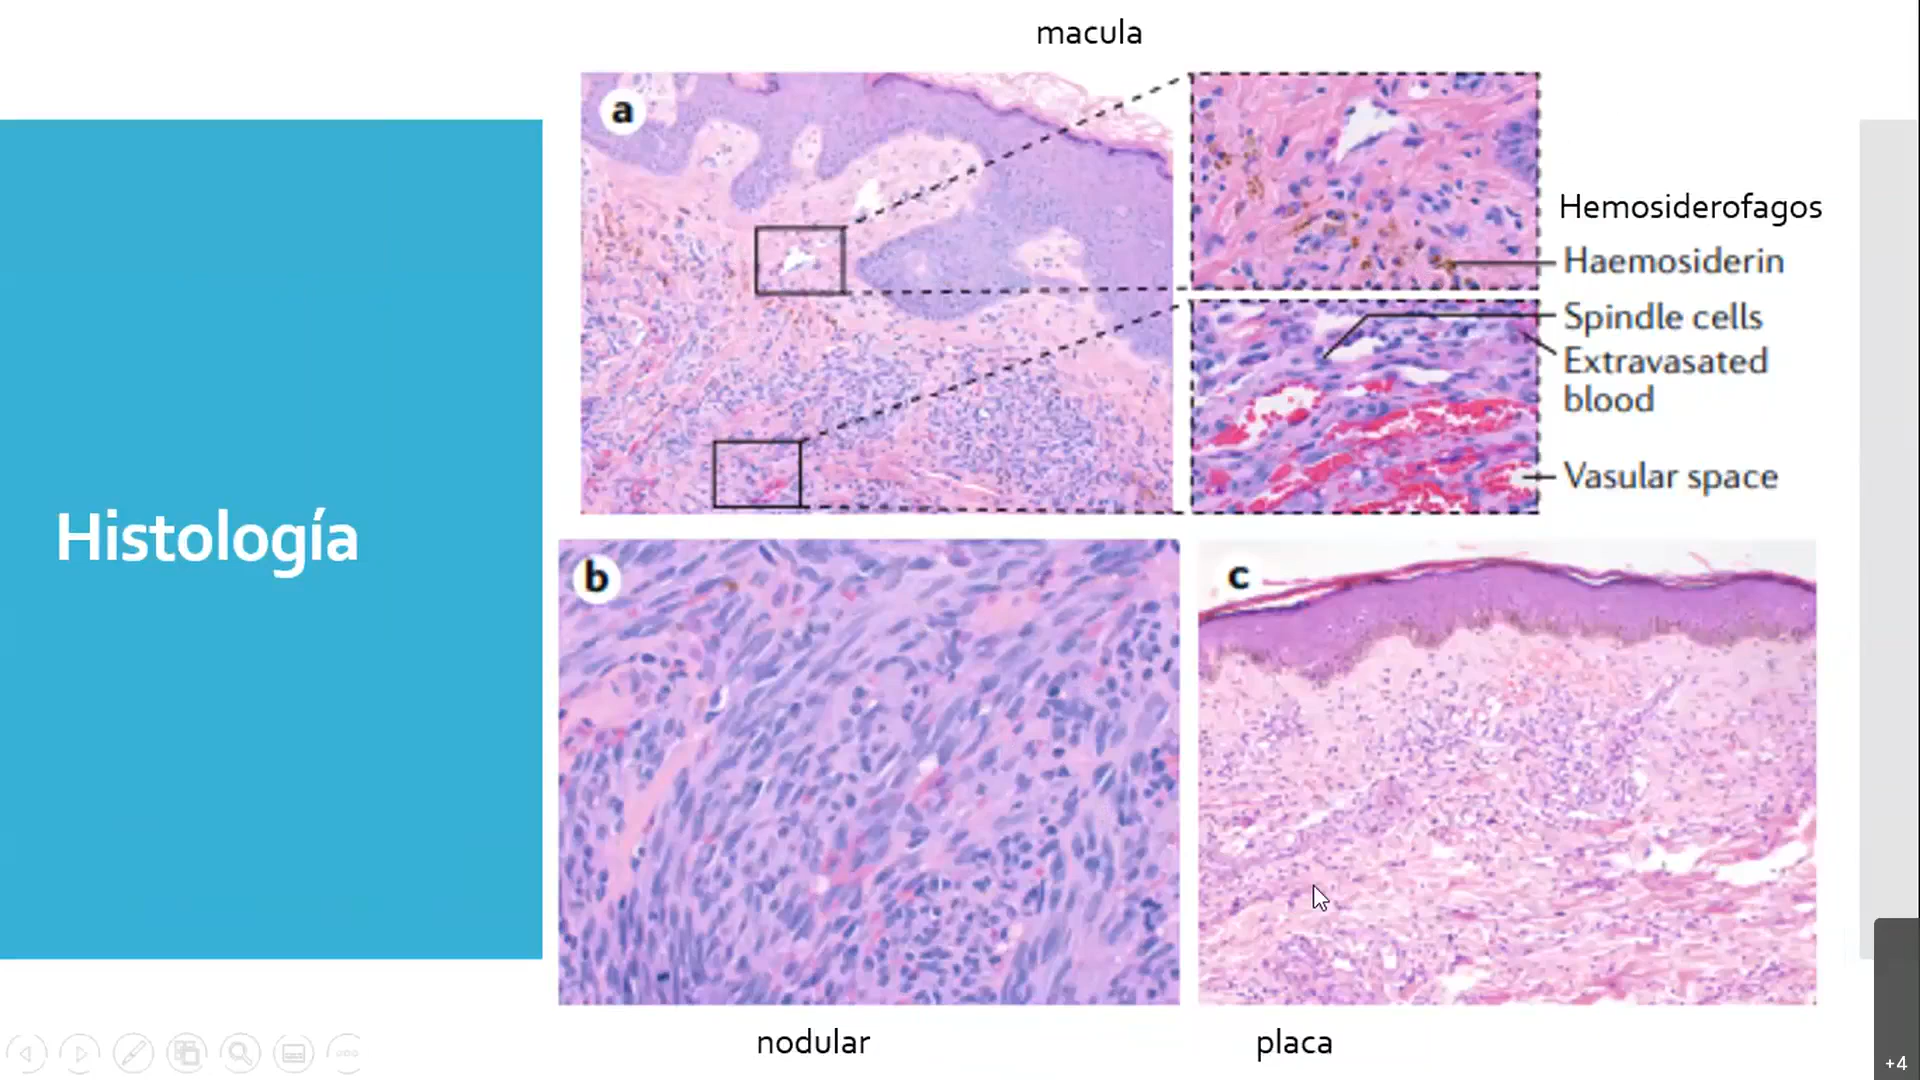 macula
a
Hemosiderofagos
Haemosiderin
Spindle cells
Extravasated
blood
Vasular space
Histología
b
c
nodular
placa
+4